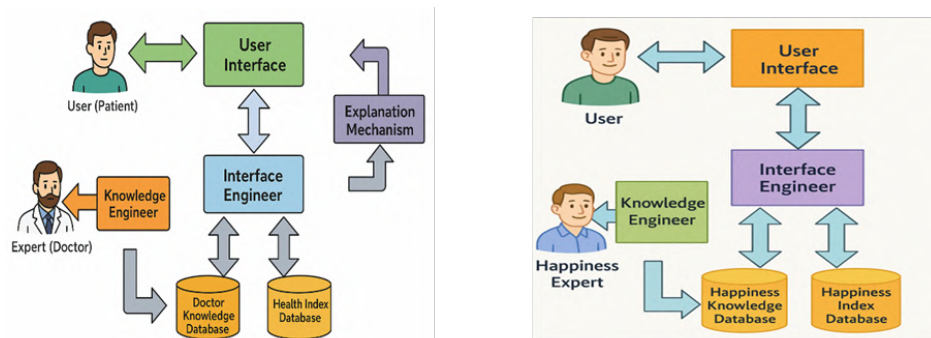 User
Interface
User (Patient)
Explanation
Mechanism
Interface
Engineer
Knowledge
Engineer
Expert (Doctor)
Doctor
Knowledge
Database
Health Index
Database
User
Interface
User
Interface
Engineer
Knowledge
Engineer
Happiness
Expert
Happiness
Knowledge
Database
Happiness
Index
Database